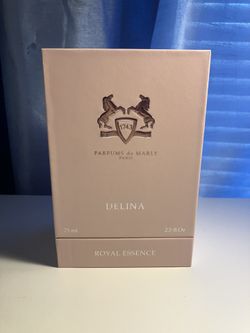 1743
PARFUMS de MARLY
PARIS
DELINA
75 ml 2.5 fl.Oz
ROYAL ESSENCE